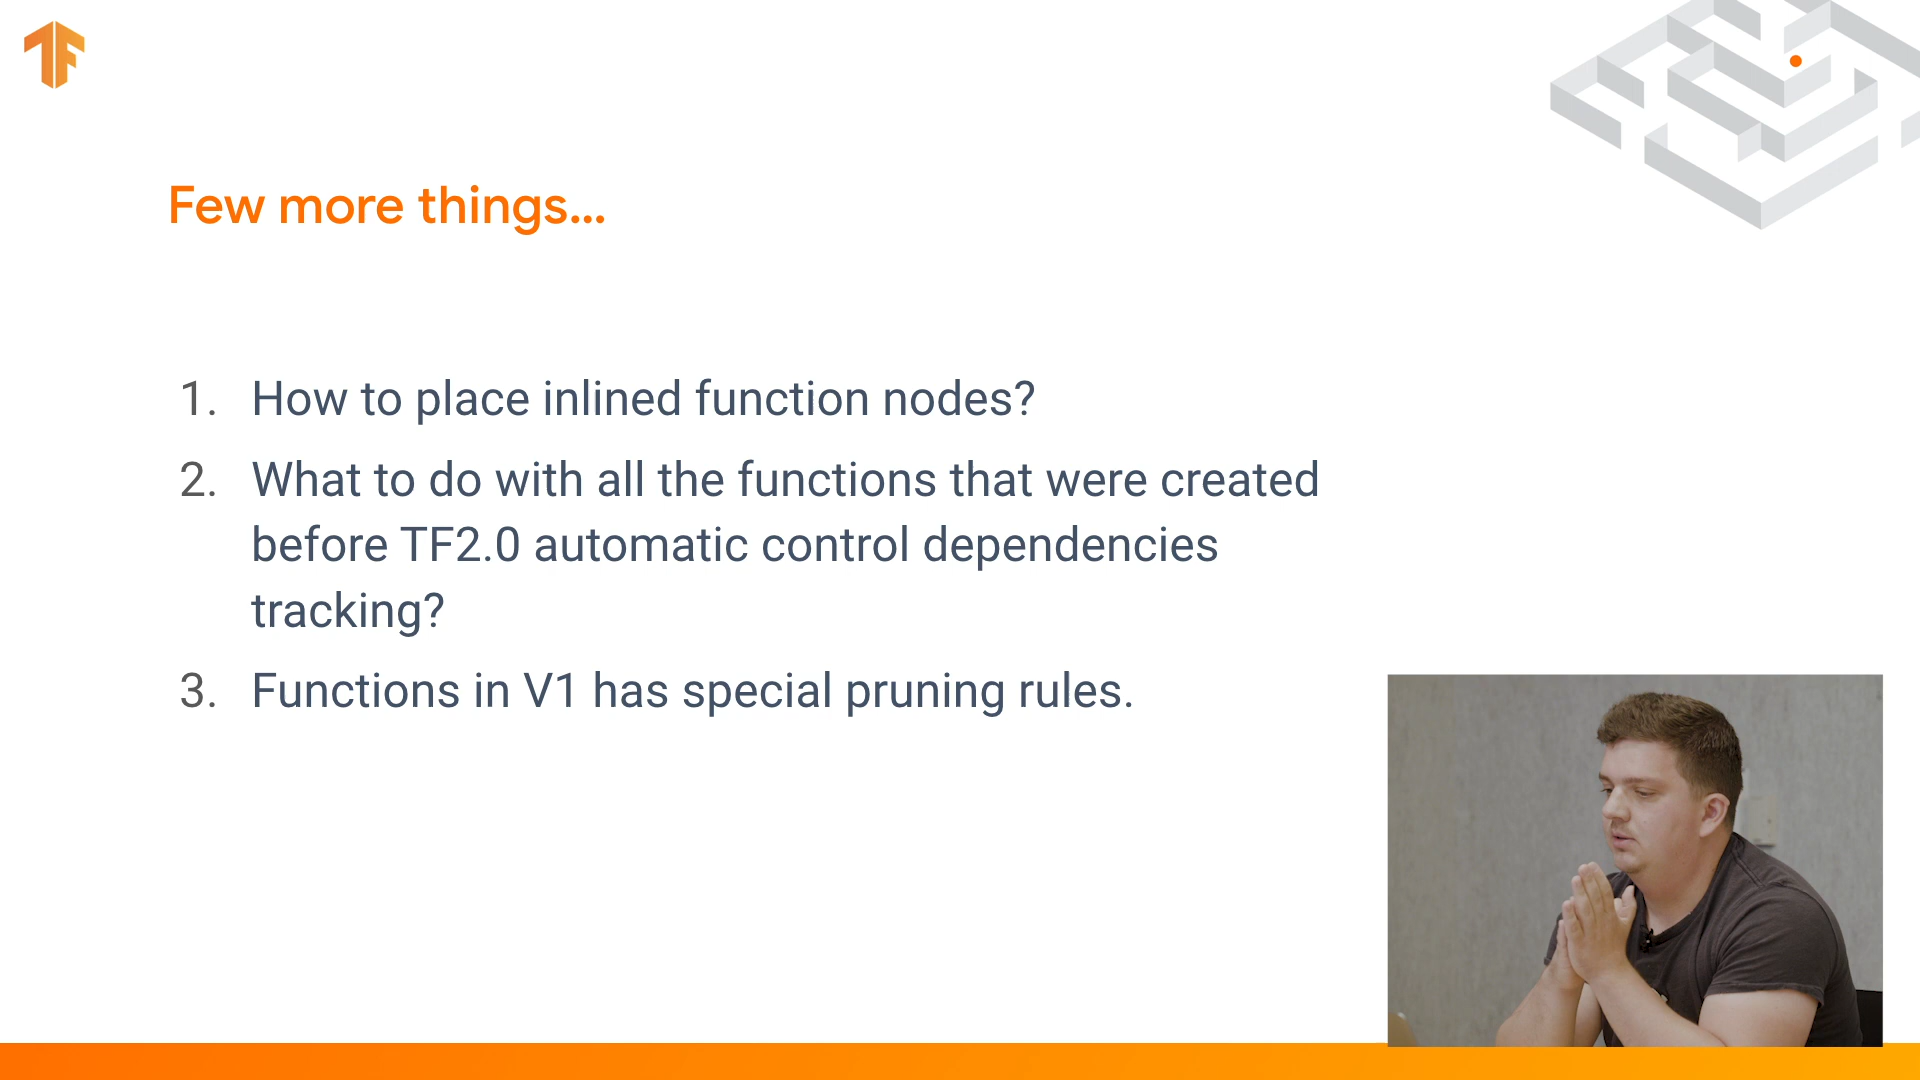 Few more things...
1. How to place inlined function nodes?
2. What to do with all the functions that were created
before TF2.0 automatic control dependencies
tracking?
3. Functions in V1 has special pruning rules.